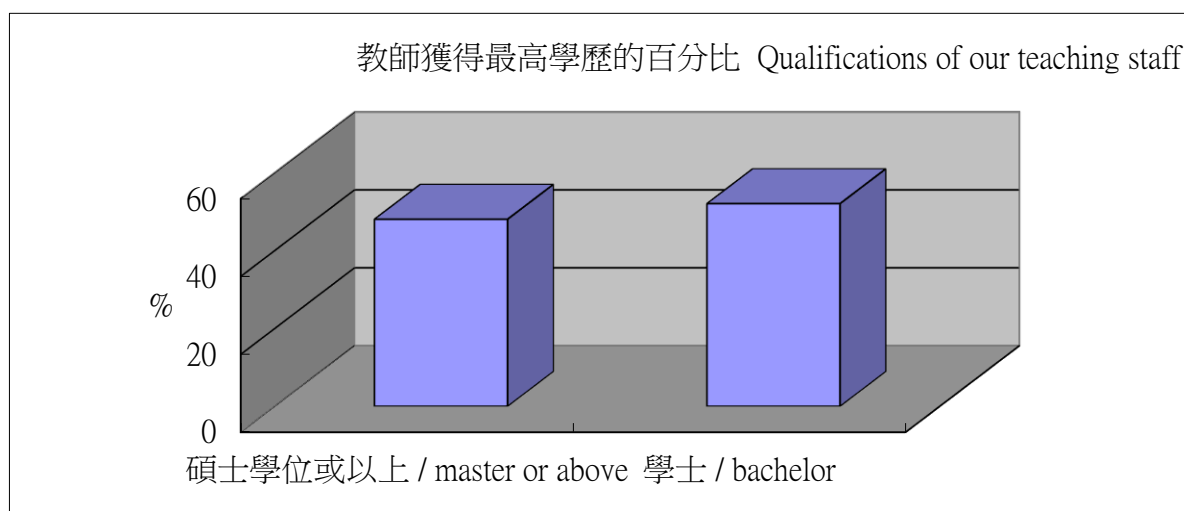 教師獲得最高學歷的百分比 Qualifications of our teaching staff
60
40
%
20
0
碩士學位或以上 / master or above 學士 / bachelor